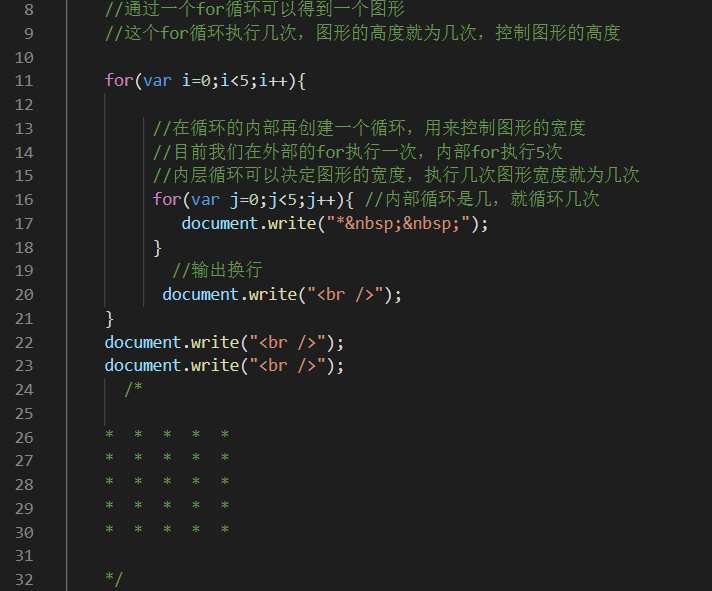 8 //通过一个for循环可以得到一个图形
9 //这个for循环执行几次，图形的高度就为几次，控制图形的高度
10
11 for(var i=0;i<5;i++){
12
13 //在循环的内部再创建一个循环，用来控制图形的宽度
14 //目前我们在外部的for执行一次，内部for执行5次
15 //内层循环可以决定图形的宽度，执行几次图形宽度就为几次
16 for(var j=0;j<5;j++){ //内部循环是几，就循环几次
17 document.write("*&nbsp;&nbsp;");
18 }
19 //输出换行
20 document.write("<br />");
21 }
22 document.write("<br />");
23 document.write("<br />");
24 /*
25
26 * * * * *
27 * * * * *
28 * * * * *
29 * * * * *
30 * * * * *
31
32 */